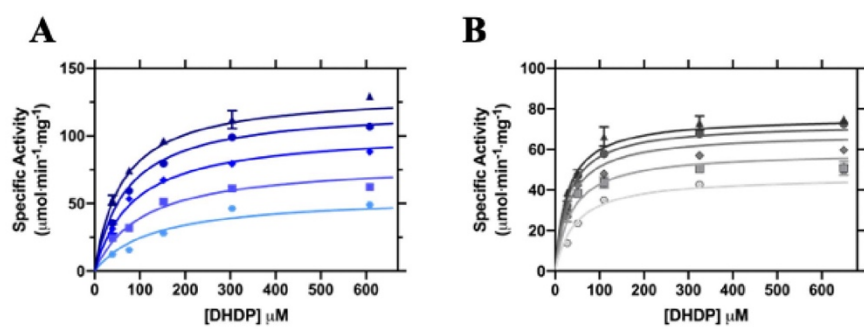 A
B
Specific Activity
(μmol·min⁻¹·mg⁻¹)
150
100
50
0
0 100 200 300 400 500 600
[DHDP] μM
Specific Activity
(μmol·min⁻¹·mg⁻¹)
100
80
60
40
20
0
0 100 200 300 400 500 600
[DHDP] μM